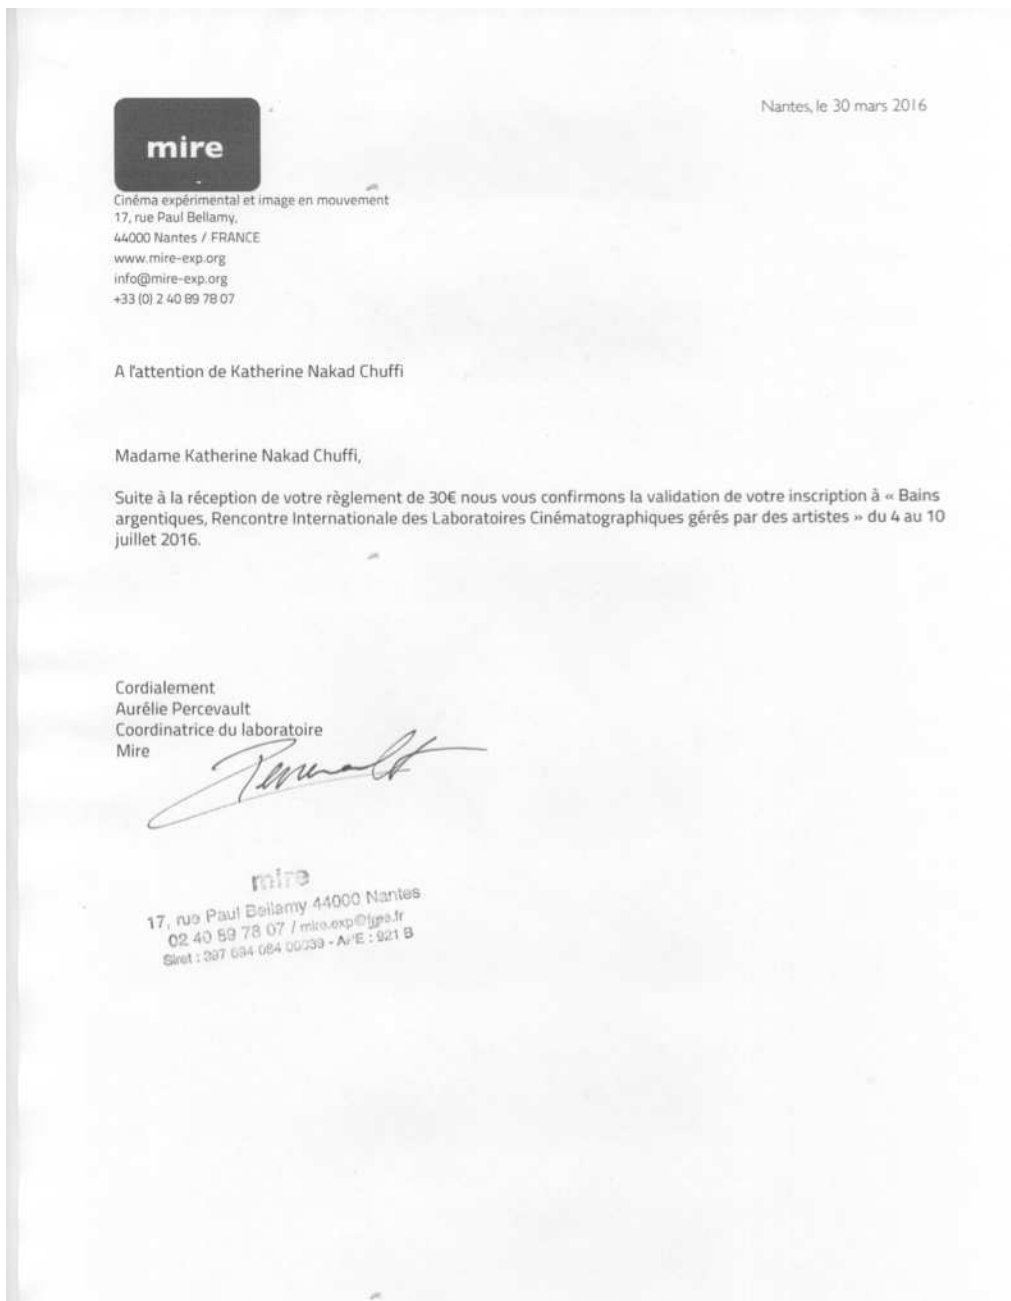 Nantes, le 30 mars 2016
mire
Cinéma expérimental et image en mouvement
17, rue Paul Bellamy,
44000 Nantes / FRANCE
www.mire-exp.org
info@mire-exp.org
+33 (0) 2 40 89 78 07
A l'attention de Katherine Nakad Chuffi
Madame Katherine Nakad Chuffi,
Suite à la réception de votre règlement de 30€ nous vous confirmons la validation de votre inscription à « Bains
argentiques, Rencontre Internationale des Laboratoires Cinématographiques gérés par des artistes » du 4 au 10
juillet 2016.
Cordialement
Aurélie Percevault
Coordinatrice du laboratoire
Mire
mire
17, rue Paul Bellamy 44000 Nantes
02 40 89 78 07 /
Siret : - APE : 921 B